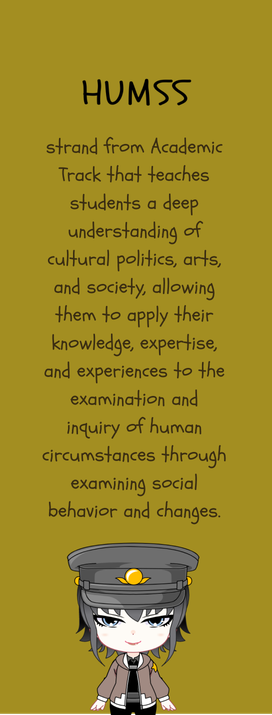 HUMSS
strand from Academic
Track that teaches
students a deep
understanding of
cultural politics, arts,
and society, allowing
them to apply their
knowledge, expertise,
and experiences to the
examination and
inquiry of human
circumstances through
examining social
behavior and changes.